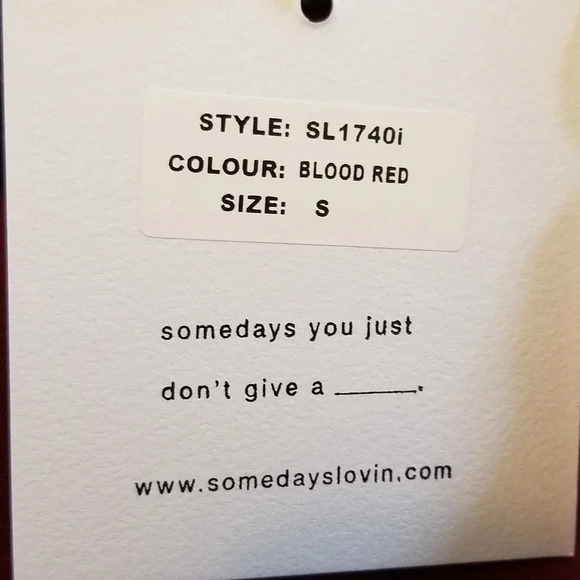 STYLE: SL1740i
COLOUR: BLOOD RED
SIZE: S
somedays you just
don't give a ______.
www.somedayslovin.com